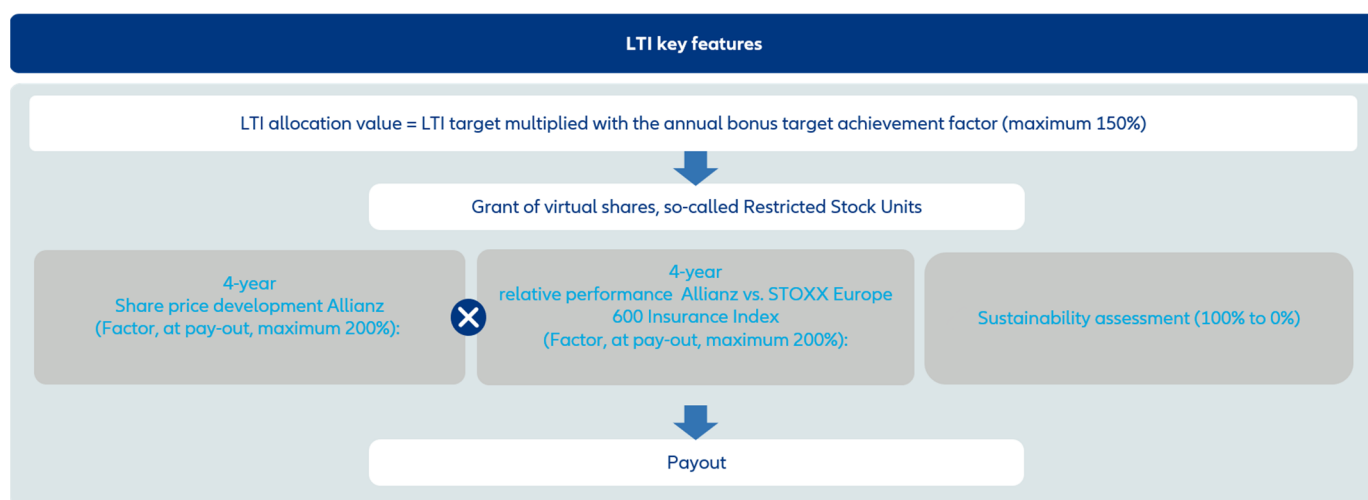 LTI key features
LTI allocation value = LTI target multiplied with the annual bonus target achievement factor (maximum 150%)
Grant of virtual shares, so-called Restricted Stock Units
4-year
Share price development Allianz
(Factor, at pay-out, maximum 200%):
4-year
relative performance Allianz vs. STOXX Europe
600 Insurance Index
(Factor, at pay-out, maximum 200%):
Sustainability assessment (100% to 0%)
Payout